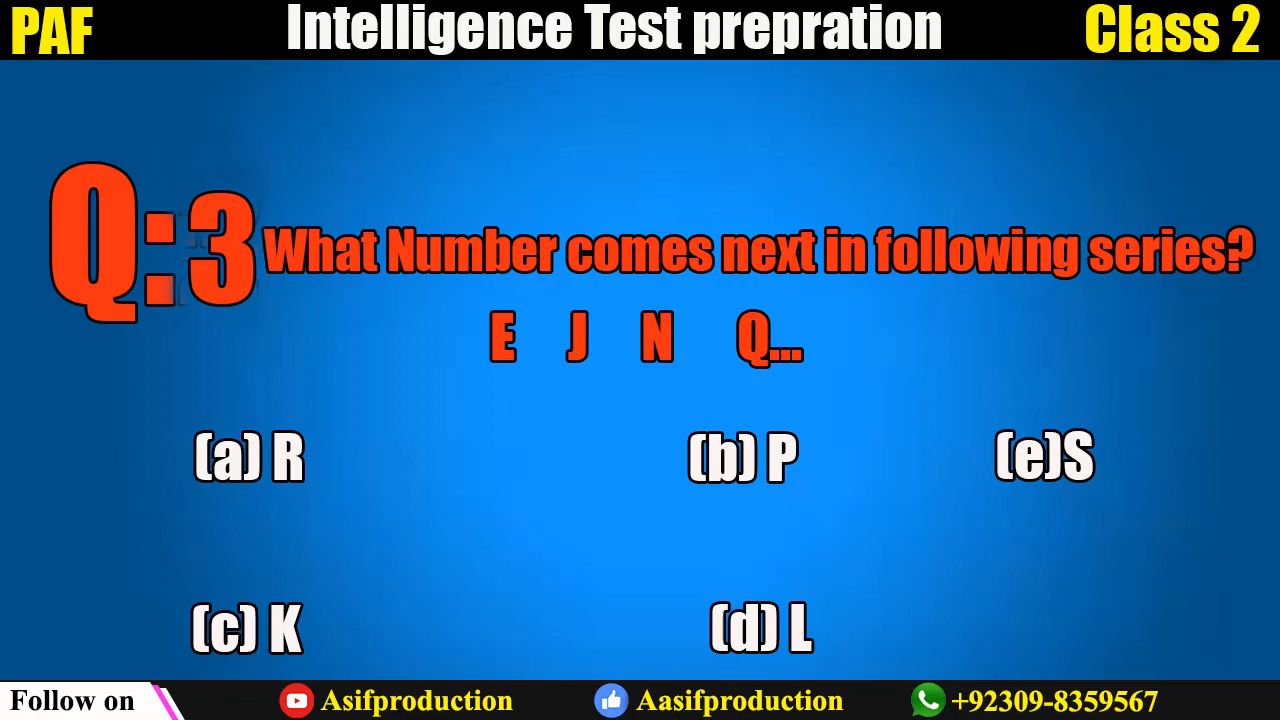 PAF Intelligence Test prepration Class 2
Q:3 What Number comes next in following series?
E J N Q...
(a) R (b) P (e)S
(c) K (d) L
Follow on Asifproduction Aasifproduction +92309-8359567